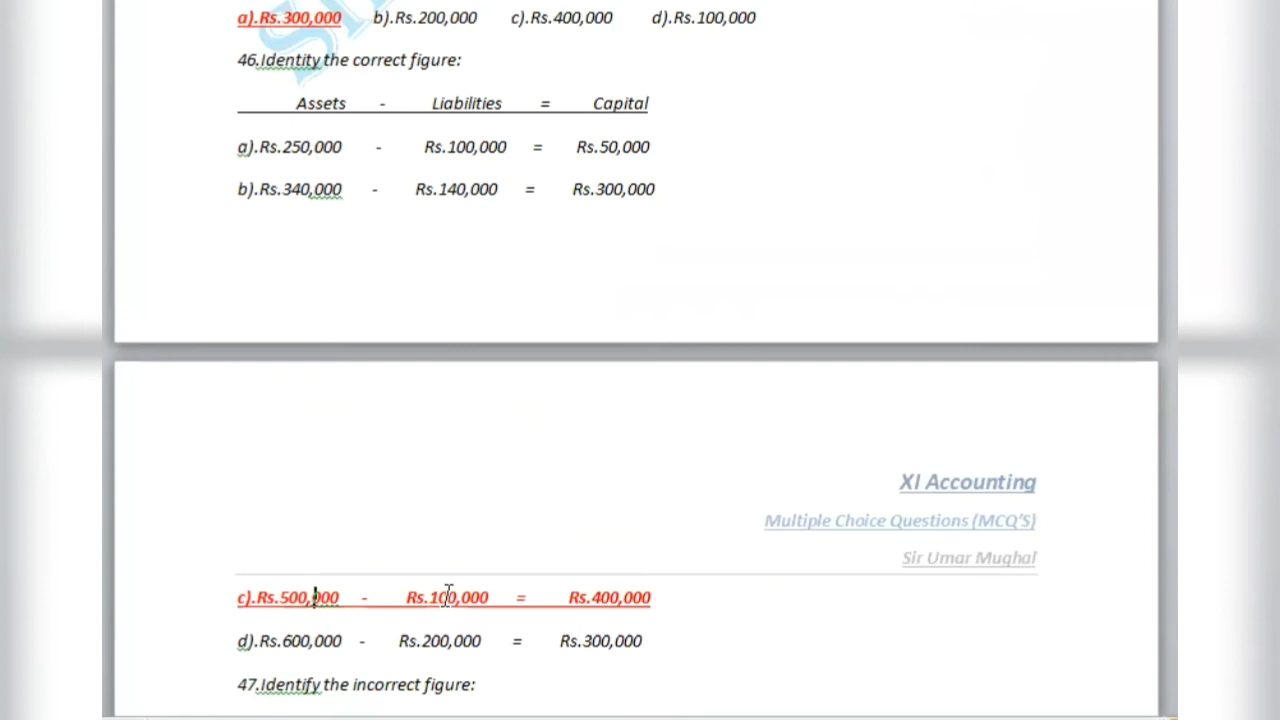 a).Rs.300,000 b).Rs.200,000 c).Rs.400,000 d).Rs.100,000
46.Identity the correct figure:
Assets - Liabilities = Capital
a).Rs.250,000 - Rs.100,000 = Rs.50,000
b).Rs.340,000 - Rs.140,000 = Rs.300,000
XI Accounting
Multiple Choice Questions (MCQ'S)
Sir Umar Mughal
c).Rs.500,000 - Rs.100,000 = Rs.400,000
d).Rs.600,000 - Rs.200,000 = Rs.300,000
47.Identify the incorrect figure: